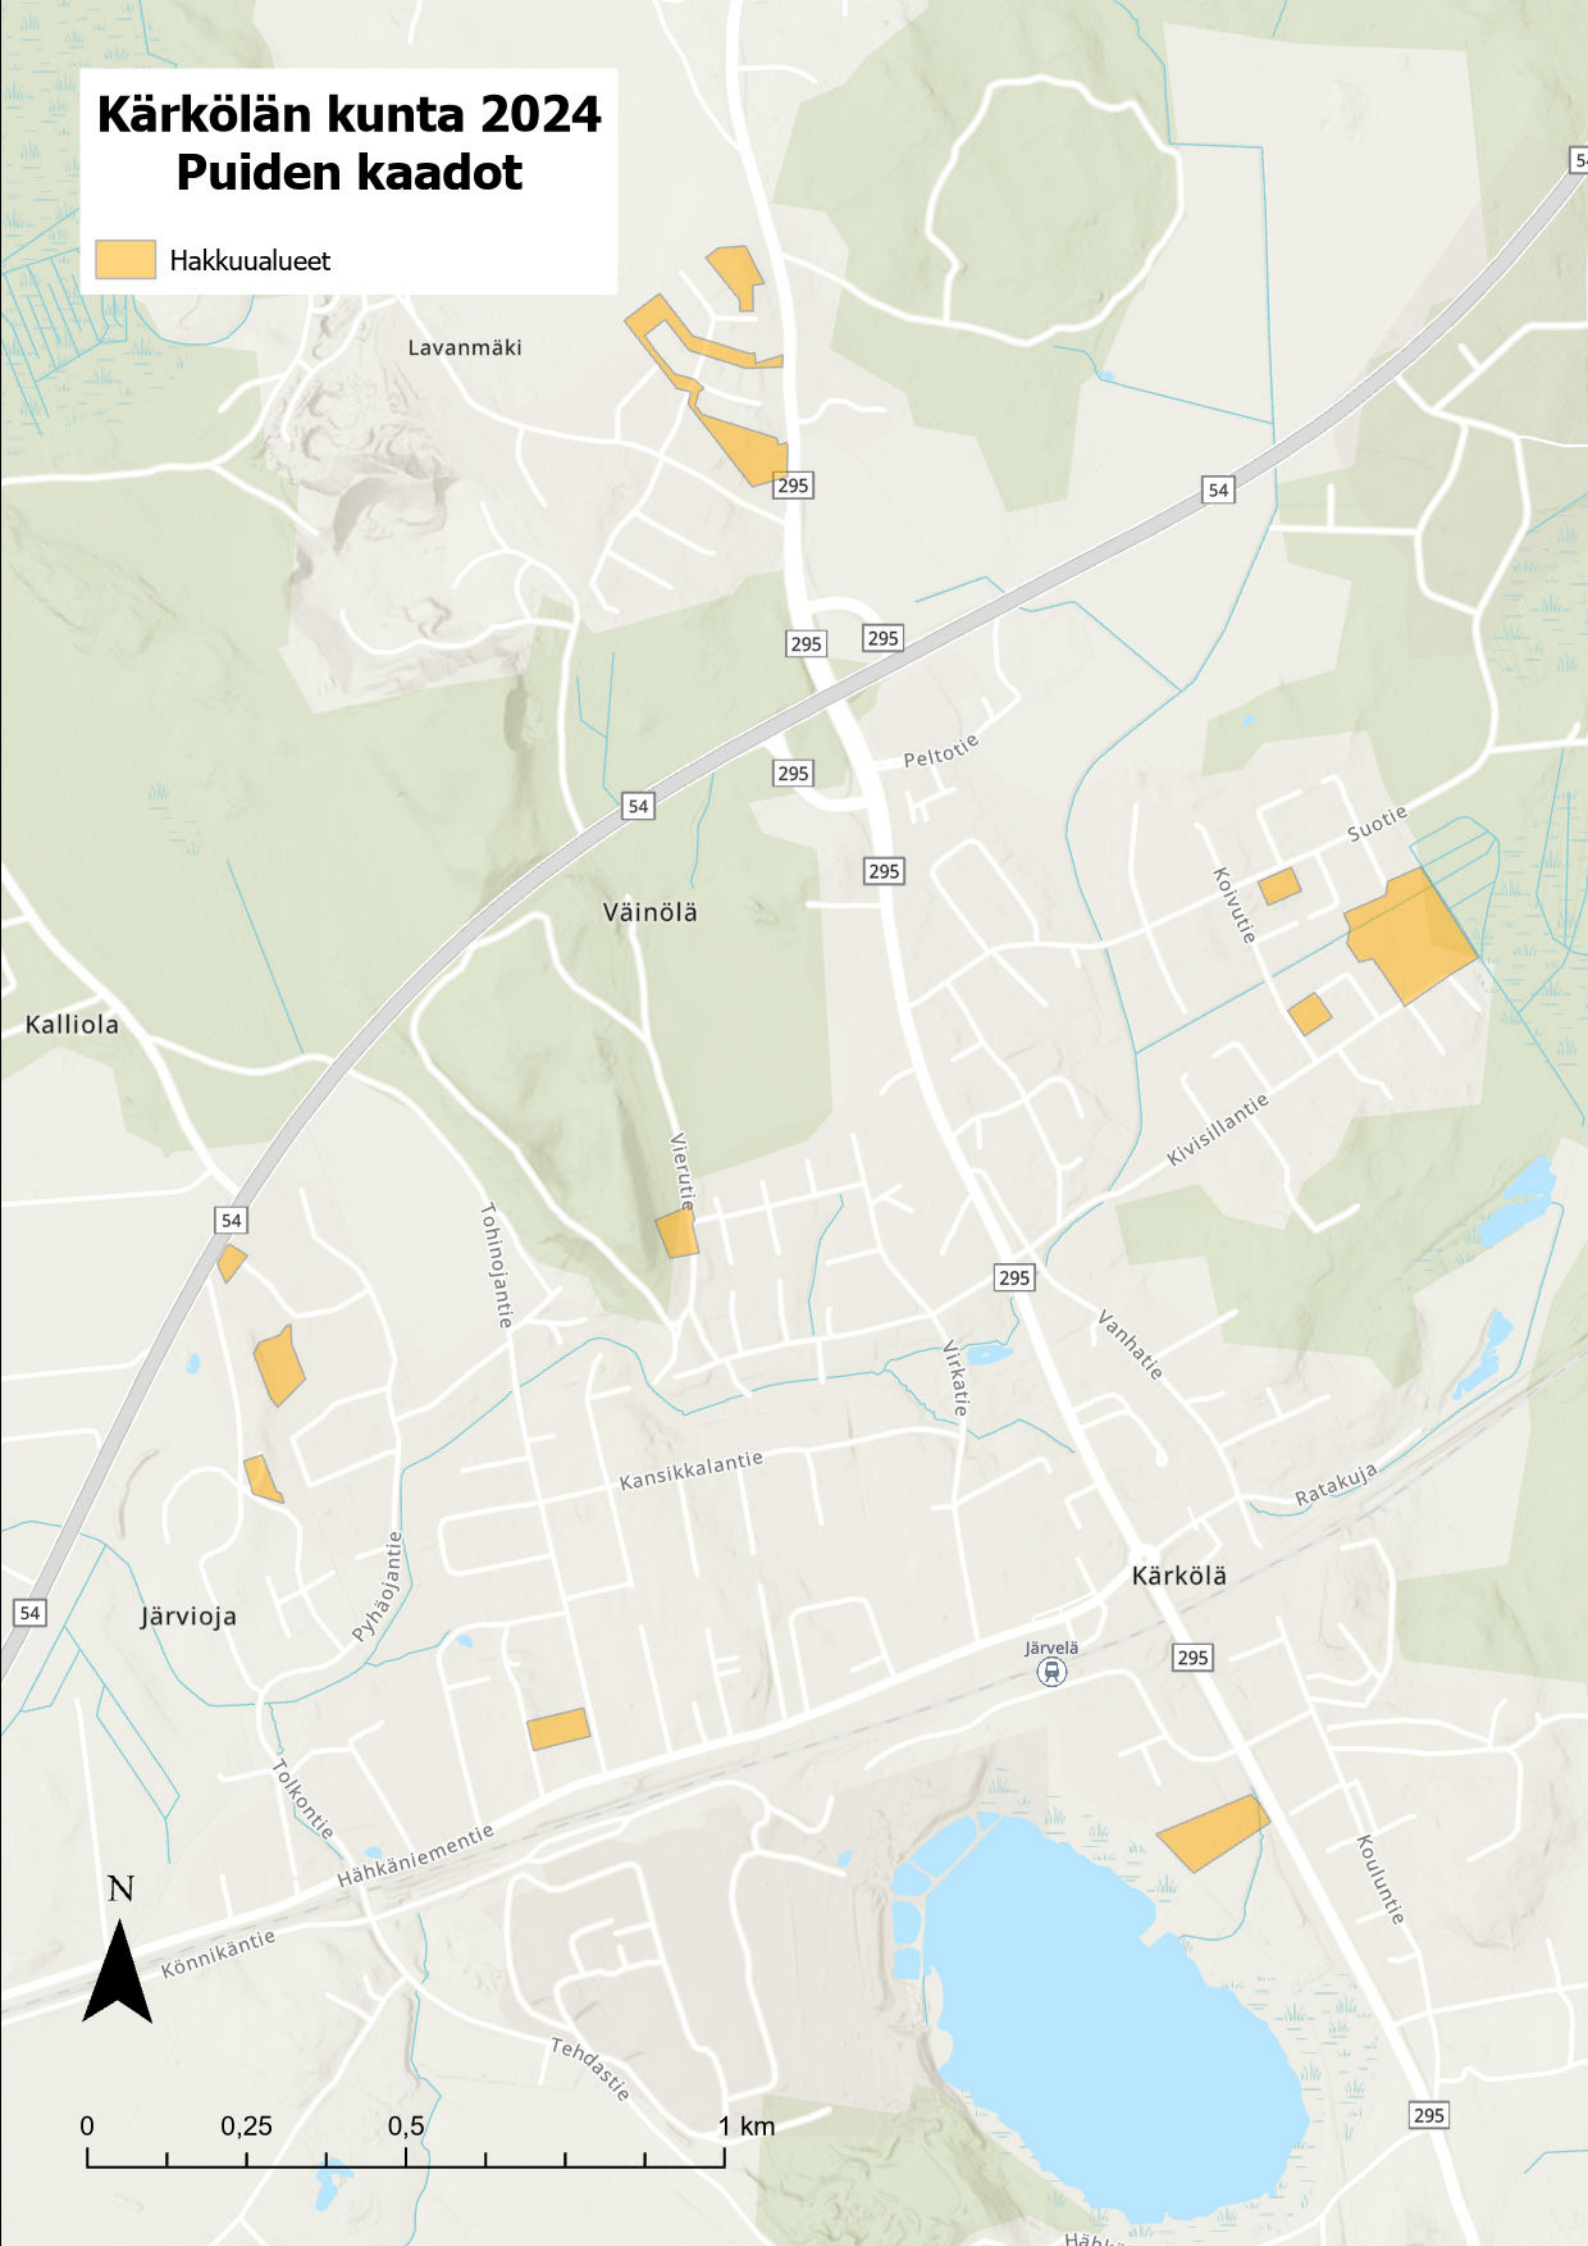 Kärkölän kunta 2024
Puiden kaadot
Hakkuualueet
54
Lavanmäki
295
54
295
295
Peltotie
295
54
Suotie
295
Koivutie
Väinölä
Kalliola
Kivisillantie
Vierutie
54
Tohinojantie
295
Vanhatie
Virkatie
Kansikkalantie
Ratakuja
Pyhäojantie
Kärkölä
54
Järvioja
Järvelä
295
Tolkontie
Hähkäniementie
Kouluntie
N
Könnikäntie
Tehdastie
0 0,25 0,5 1 km
295